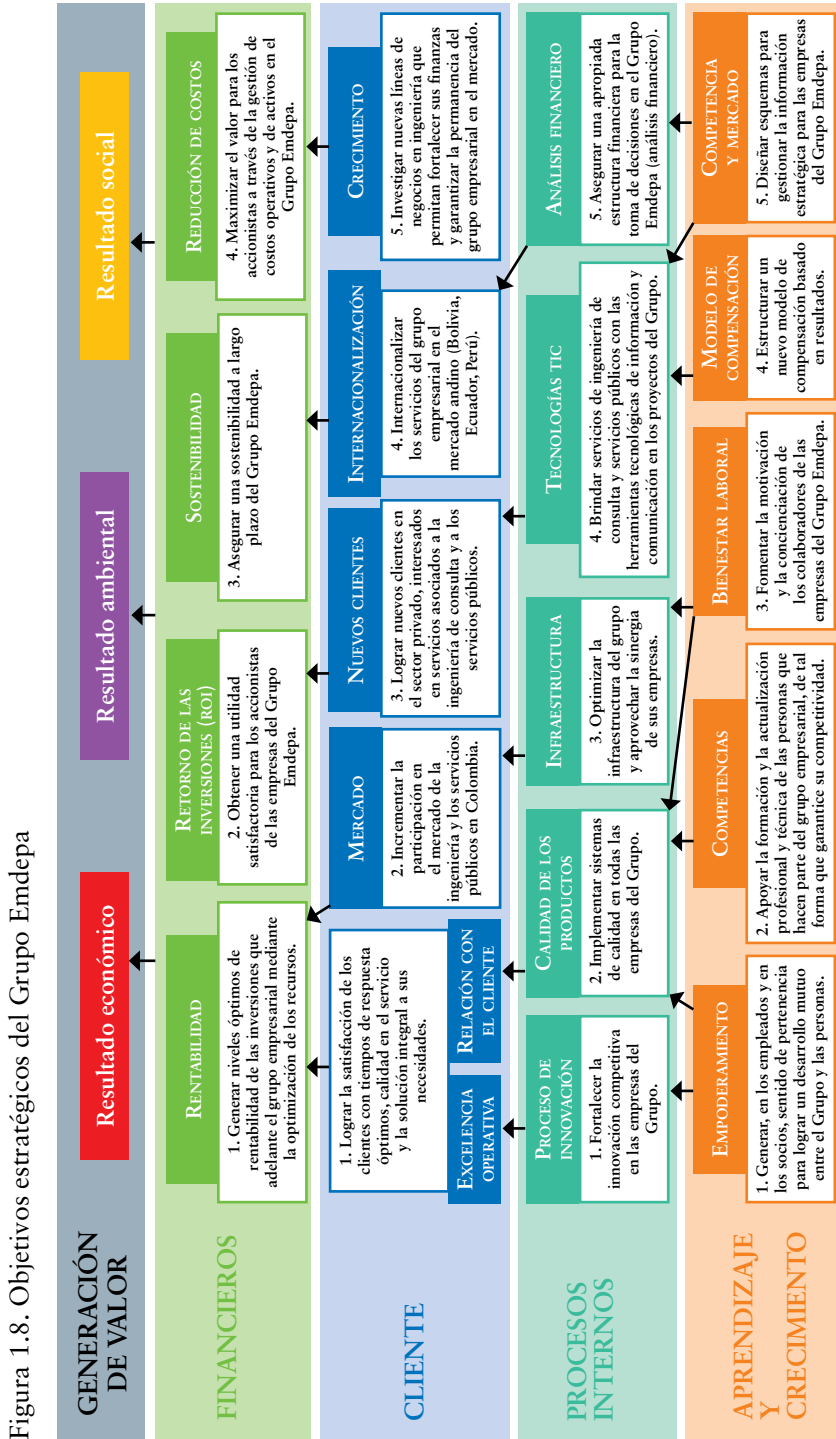 Figura 1.8. Objetivos estratégicos del Grupo Emdepa
GENERACIÓN
DE VALOR
Resultado económico
Resultado ambiental
Resultado social
FINANCIEROS
RENTABILIDAD
1. Generar niveles óptimos de
rentabilidad de las inversiones que
adelante el grupo empresarial mediante
la optimización de los recursos.
RETORNO DE LAS
INVERSIONES (ROI)
2. Obtener una utilidad
satisfactoria para los accionistas
de las empresas del Grupo
Emdepa.
SOSTENIBILIDAD
3. Asegurar una sostenibilidad a largo
plazo del Grupo Emdepa.
REDUCCIÓN DE COSTOS
4. Maximizar el valor para los
accionistas a través de la gestión de
costos operativos y de activos en el
Grupo Emdepa.
CLIENTE
1. Lograr la satisfacción de los
clientes con tiempos de respuesta
óptimos, calidad en el servicio
y la solución integral a sus
necesidades.
EXCELENCIA
OPERATIVA
RELACIÓN CON
EL CLIENTE
MERCADO
2. Incrementar la
participación en
el mercado de la
ingeniería y los servicios
públicos en Colombia.
NUEVOS CLIENTES
3. Lograr nuevos clientes en
el sector privado, interesados
en servicios asociados a la
ingeniería de consulta y a los
servicios públicos.
INTERNACIONALIZACIÓN
4. Internacionalizar
los servicios del grupo
empresarial en el
mercado andino (Bolivia,
Ecuador, Perú).
CRECIMIENTO
5. Investigar nuevas líneas de
negocios en ingeniería que
permitan fortalecer sus finanzas
y garantizar la permanencia del
grupo empresarial en el mercado.
PROCESOS
INTERNOS
PROCESO DE
INNOVACIÓN
1. Fortalecer la
innovación competitiva
en las empresas del
Grupo.
CALIDAD DE LOS
PRODUCTOS
2. Implementar sistemas
de calidad en todas las
empresas del Grupo.
INFRAESTRUCTURA
3. Optimizar la
infraestructura del grupo
y aprovechar la sinergia
de sus empresas.
TECNOLOGÍAS TIC
4. Brindar servicios de ingeniería de
consulta y servicios públicos con las
herramientas tecnológicas de información y
comunicación en los proyectos del Grupo.
ANÁLISIS FINANCIERO
5. Asegurar una apropiada
estructura financiera para la
toma de decisiones en el Grupo
Endepa (análisis financiero).
APRENDIZAJE
Y
CRECIMIENTO
EMPODERAMIENTO
1. Generar, en los empleados y en
los socios, sentido de pertenencia
para lograr un desarrollo mutuo
entre el Grupo y las personas.
COMPETENCIAS
2. Apoyar la formación y la actualización
profesional y técnica de las personas que
hacen parte del grupo empresarial, de tal
forma que garantice su competitividad.
BIENESTAR LABORAL
3. Fomentar la motivación
y la concienciación de
los colaboradores de las
empresas del Grupo Endepa.
MODELO DE
COMPENSACIÓN
4. Estructurar un
nuevo modelo de
compensación basado
en resultados.
COMPETENCIA
Y MERCADO
5. Diseñar esquemas para
gestionar la información
estratégica para las empresas
del Grupo Endepa.